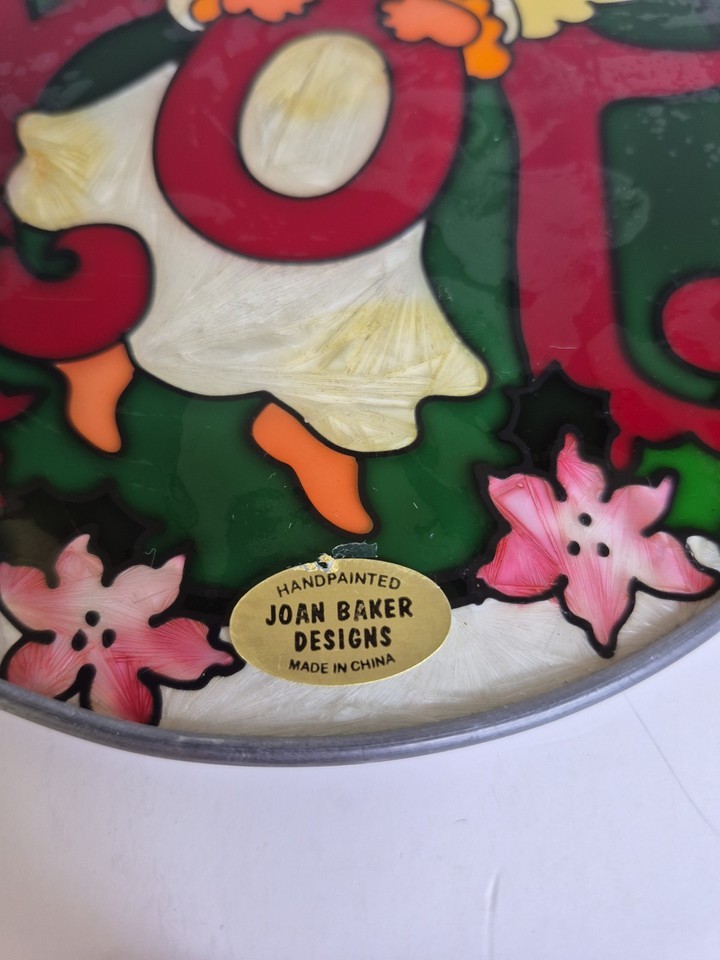 HANDPAINTED
JOAN BAKER
DESIGNS
MADE IN CHINA